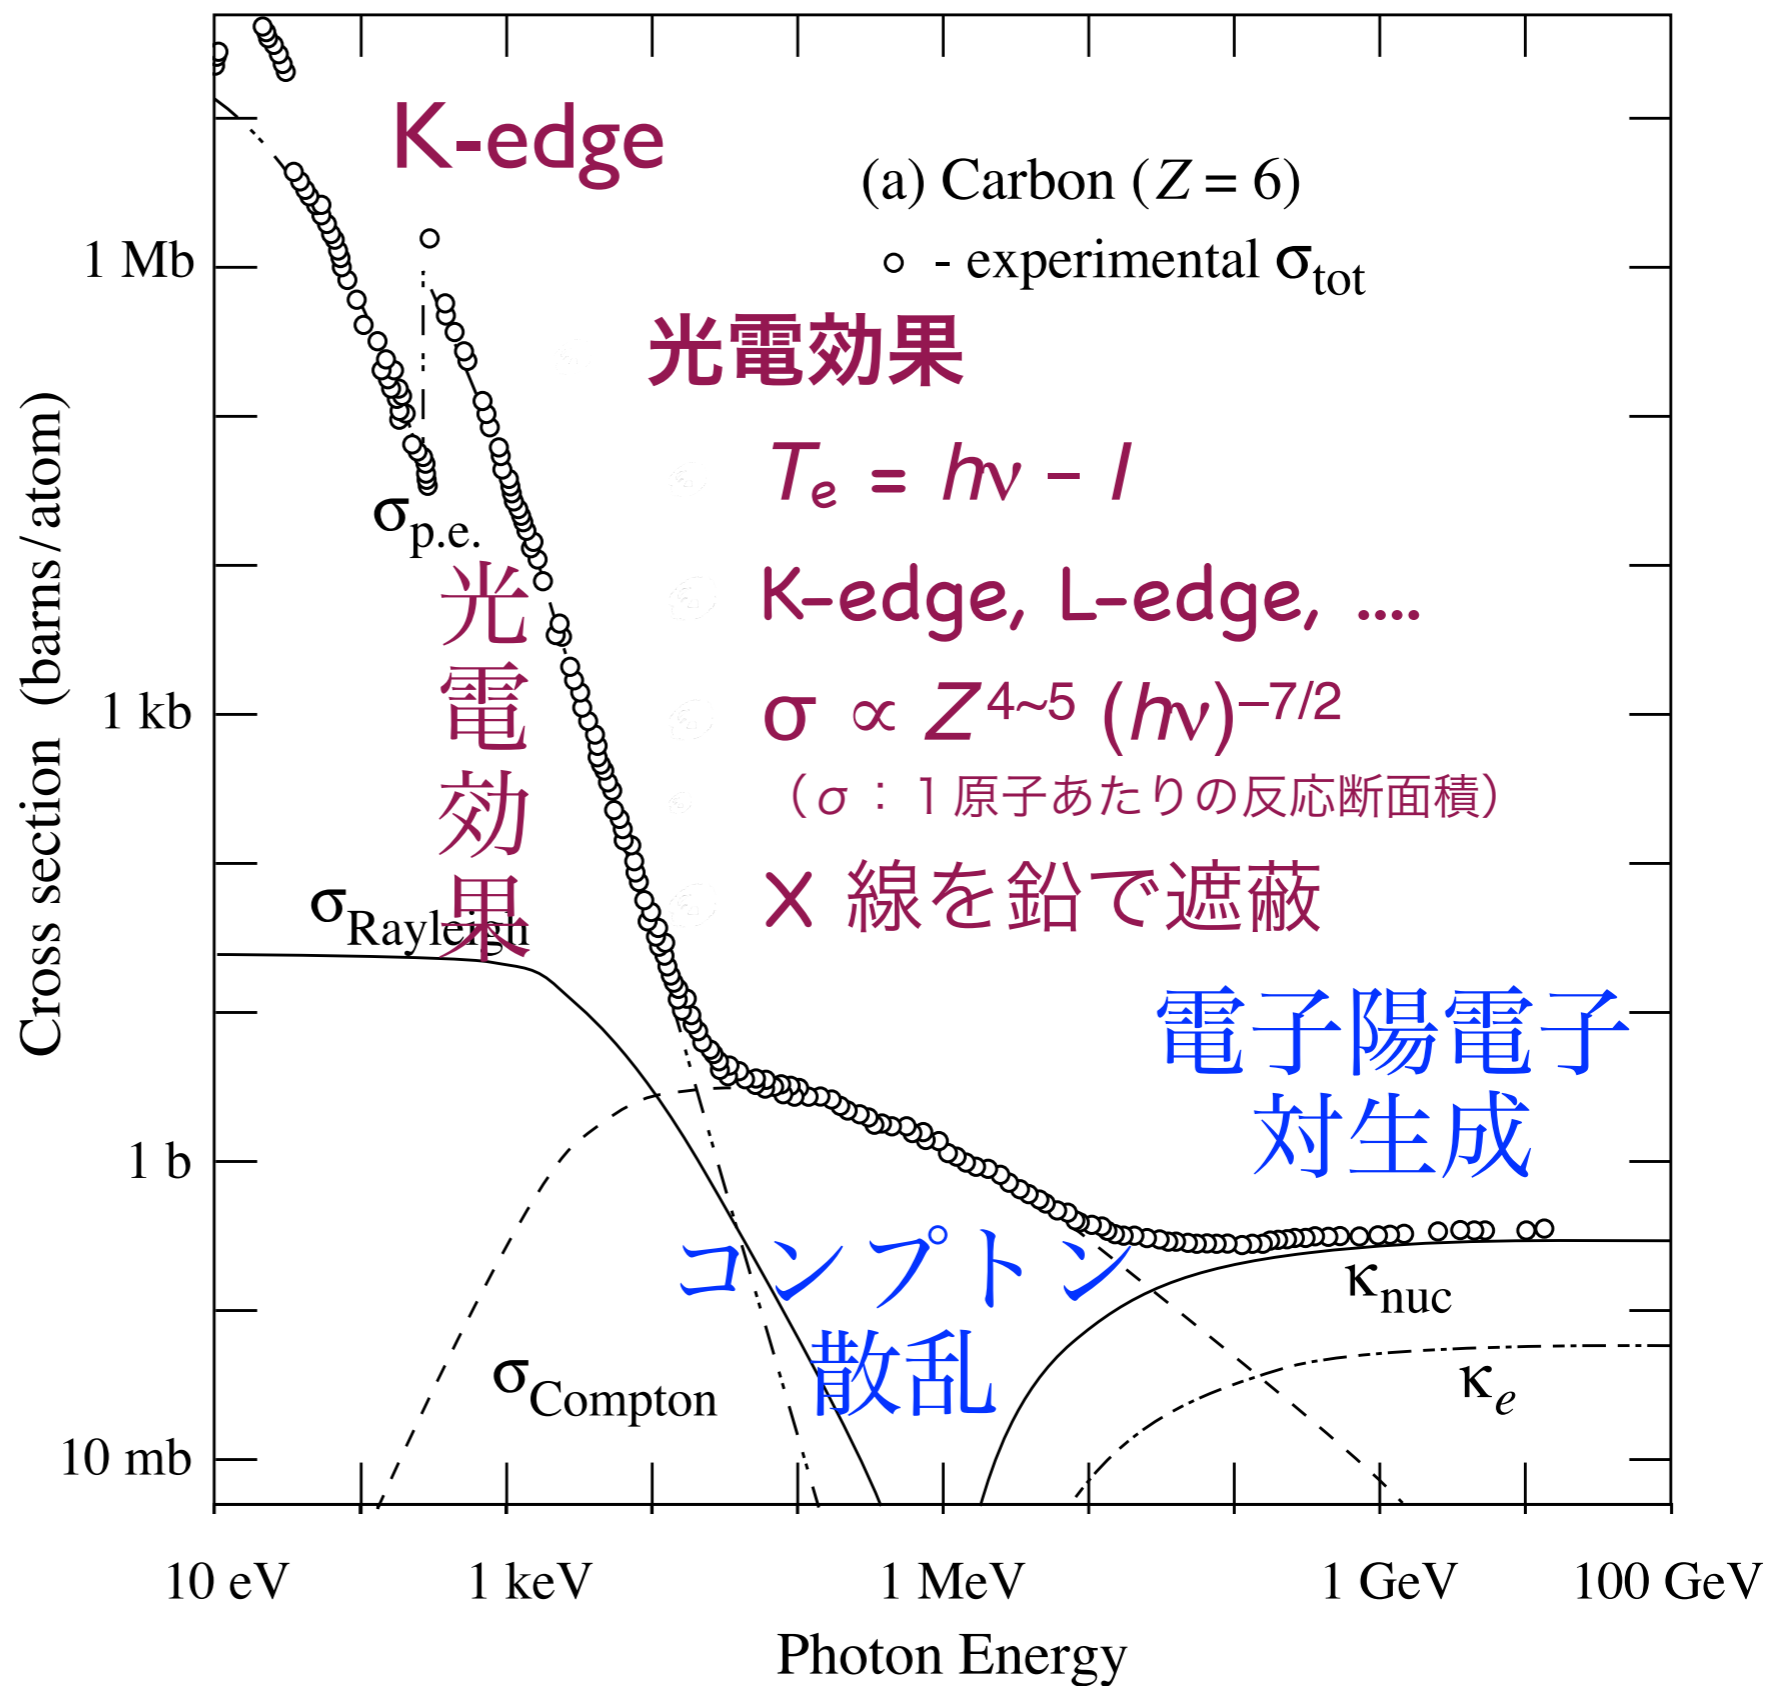 K-edge
(a) Carbon (Z = 6)
- experimental σtot
1 Mb
光電効果
Te = hν – I
σp.e.
光電効果
K-edge, L-edge, ....
1 kb
σ ∝ Z4~5 (hν)–7/2
（σ：1原子あたりの反応断面積）
X 線を鉛で遮蔽
σRayleigh
Cross section (barns/atom)
電子陽電子
対生成
1 b
コンプトン
散乱
κnuc
σCompton
κe
10 mb
10 eV 1 keV 1 MeV 1 GeV 100 GeV
Photon Energy